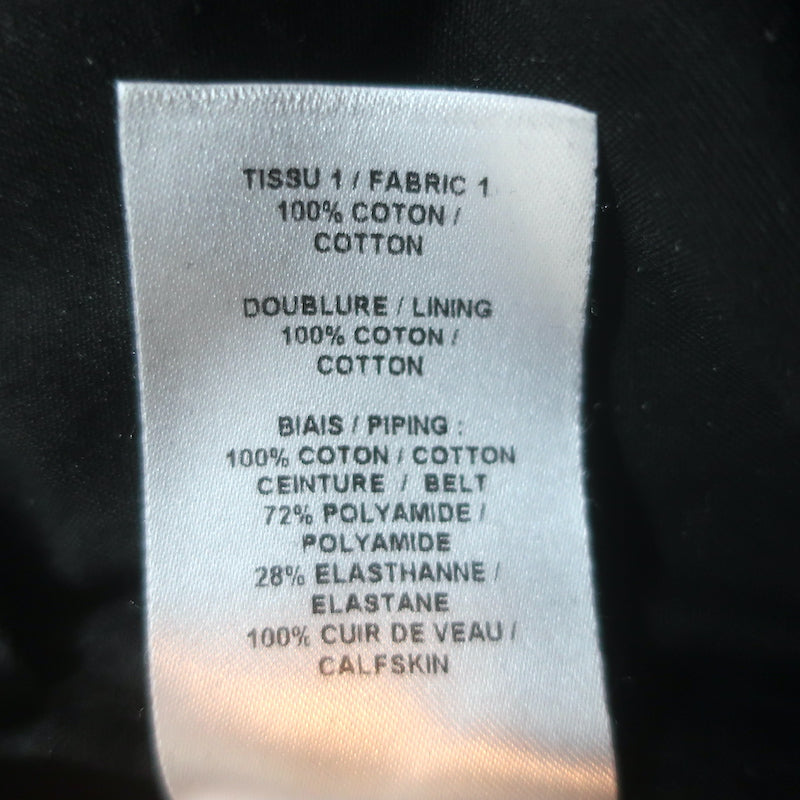 TISSU 1 / FABRIC 1
100% COTON /
COTTON
DOUBLURE / LINING
100% COTON /
COTTON
BIAIS / PIPING :
100% COTON / COTTON
CEINTURE / BELT
72% POLYAMIDE /
POLYAMIDE
28% ELASTHANNE /
ELASTANE
100% CUIR DE VEAU /
CALFSKIN